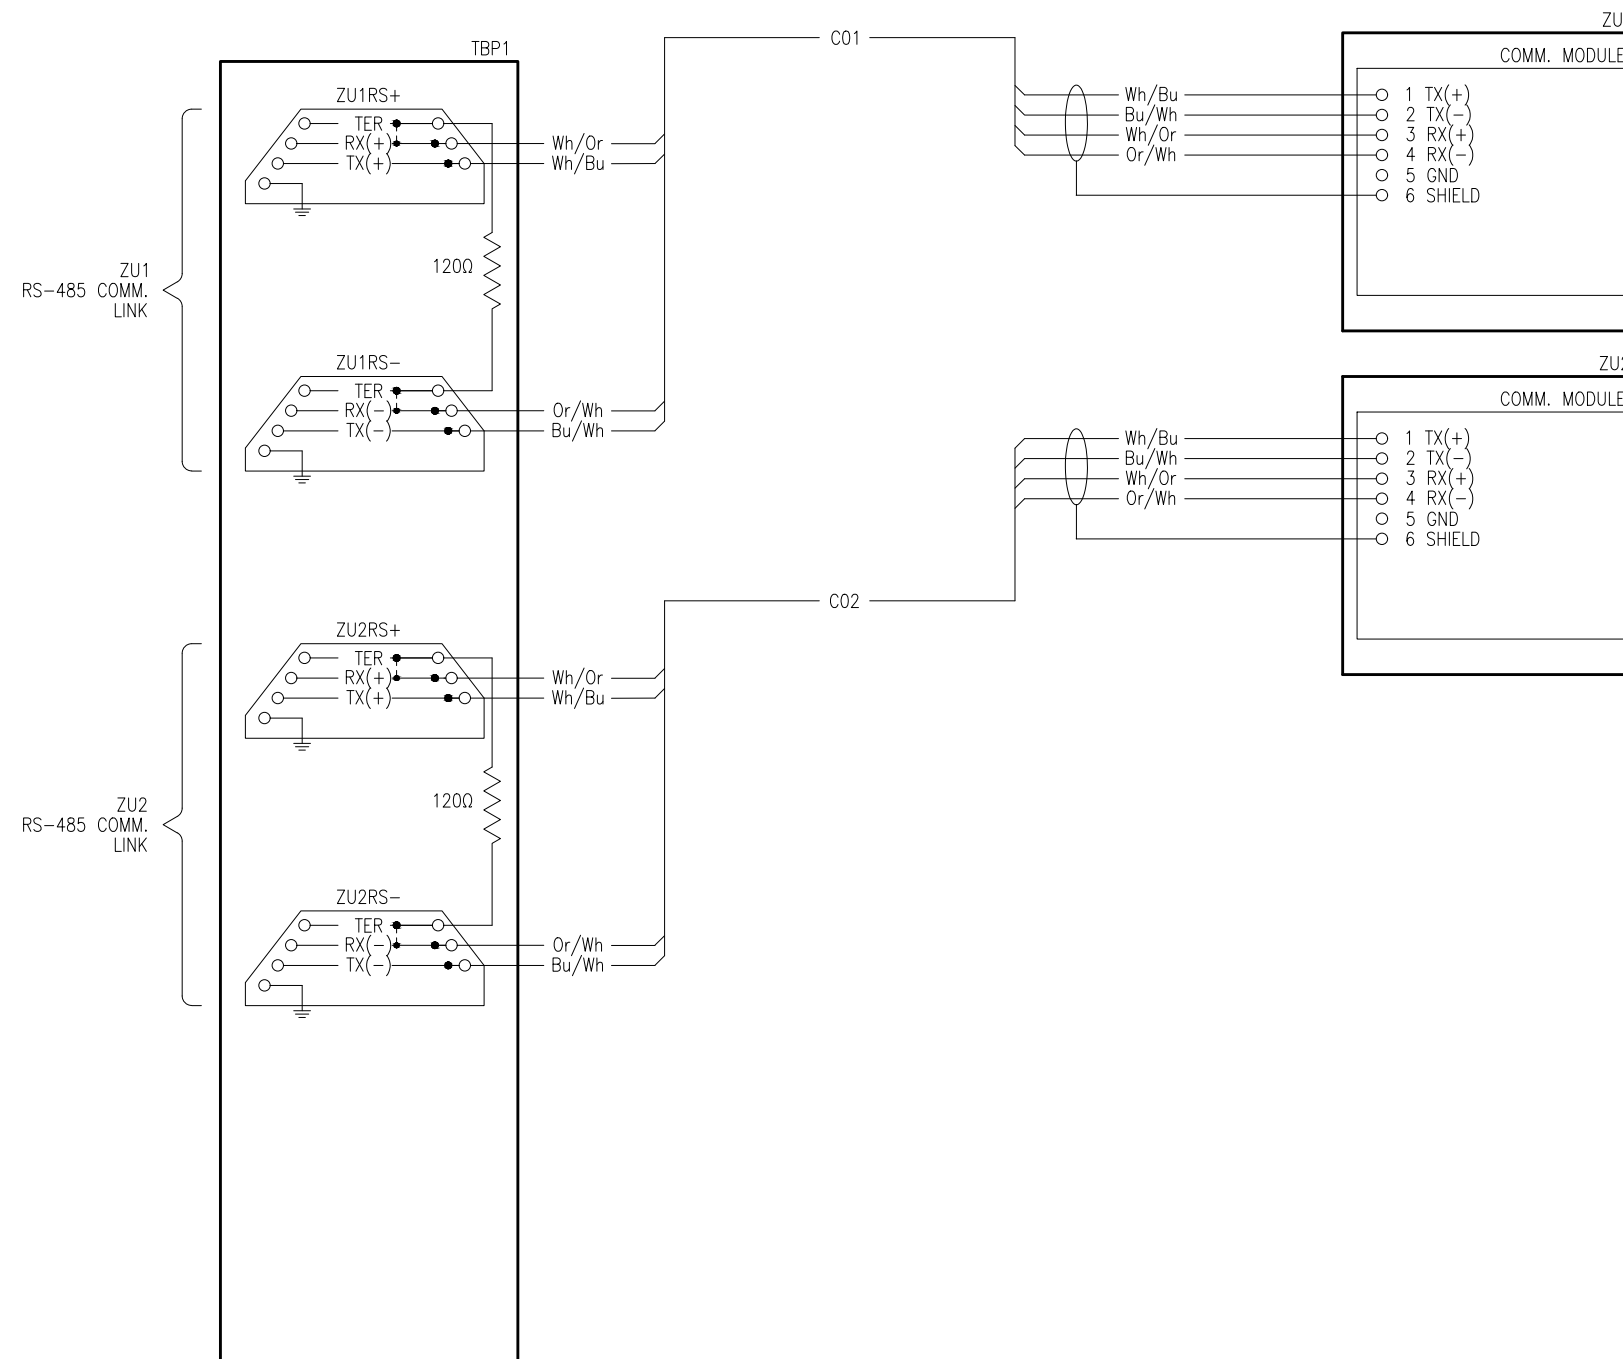 TBP1
ZU1RS+
TER
RX(+)
TX(+)
Wh/Or
Wh/Bu
120Ω
ZU1
RS-485 COMM.
LINK
ZU1RS-
TER
RX(-)
TX(-)
Or/Wh
Bu/Wh
C01
ZU
COMM. MODULE
Wh/Bu
Bu/Wh
Wh/Or
Or/Wh
1 TX(+)
2 TX(-)
3 RX(+)
4 RX(-)
5 GND
6 SHIELD
ZU2
COMM. MODULE
Wh/Bu
Bu/Wh
Wh/Or
Or/Wh
1 TX(+)
2 TX(-)
3 RX(+)
4 RX(-)
5 GND
6 SHIELD
C02
ZU2RS+
TER
RX(+)
TX(+)
Wh/Or
Wh/Bu
120Ω
ZU2
RS-485 COMM.
LINK
ZU2RS-
TER
RX(-)
TX(-)
Or/Wh
Bu/Wh